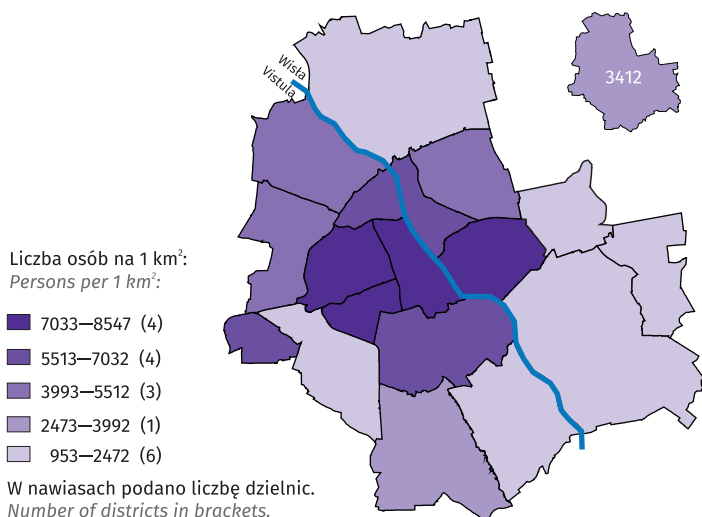 Wisła
Vistula
3412
Liczba osób na 1 km²:
Persons per 1 km²:
7033—8547 (4)
5513—7032 (4)
3993—5512 (3)
2473—3992 (1)
953—2472 (6)
W nawiasach podano liczbę dzielnic.
Number of districts in brackets.